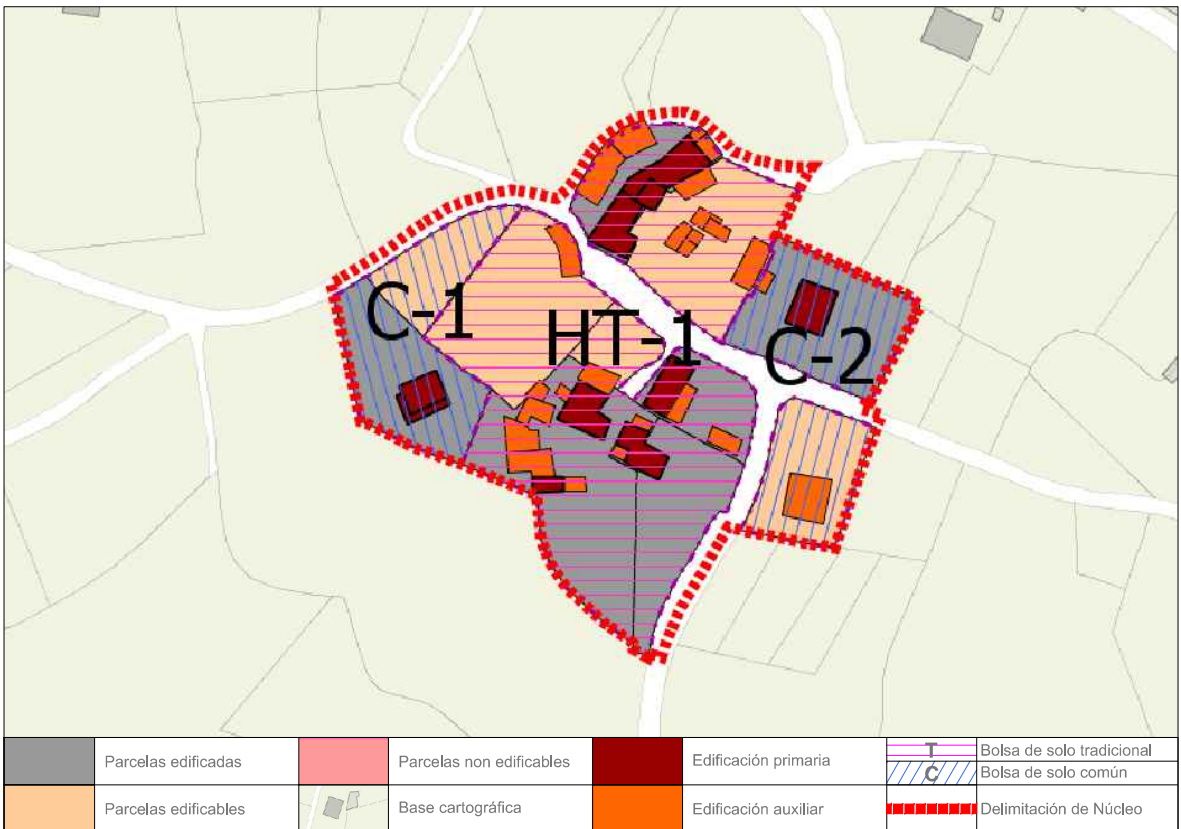 C-1
HT-1
C-2
Parcelas edificadas
Parcelas non edificables
Edificación primaria
T
Bolsa de solo tradicional
C
Bolsa de solo común
Parcelas edificables
Base cartográfica
Edificación auxiliar
Delimitación de Núcleo